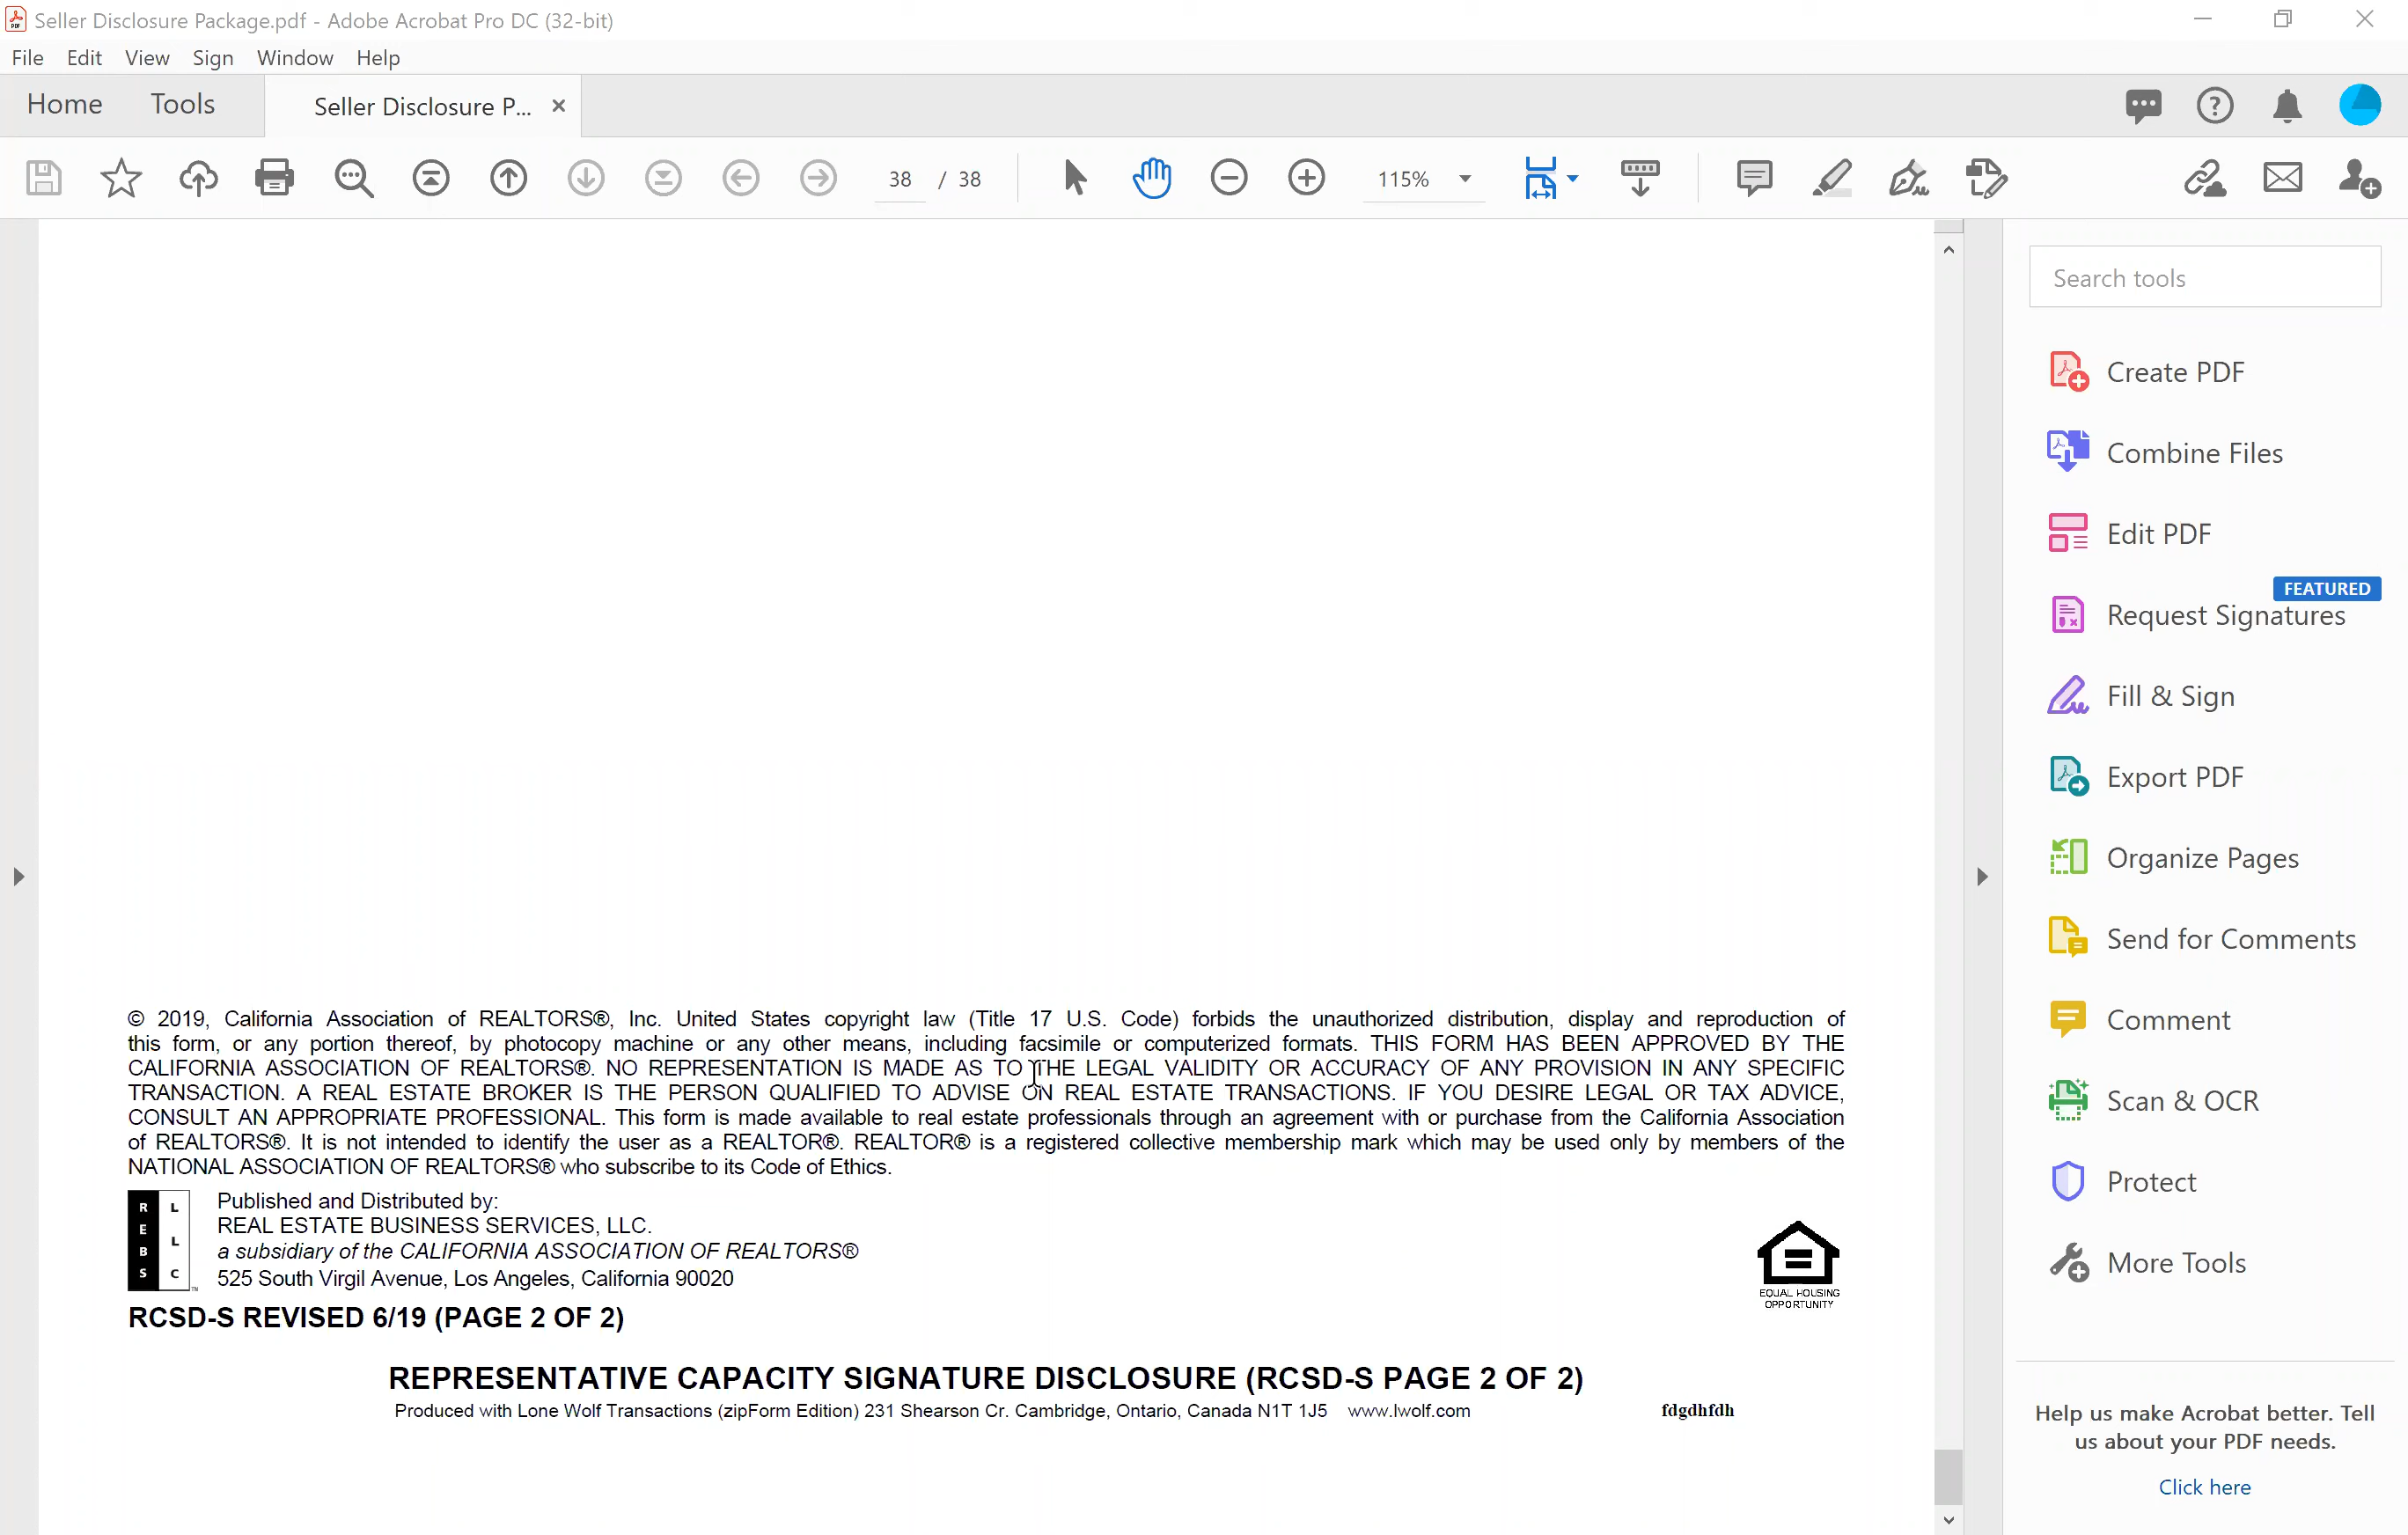 Seller Disclosure Package.pdf - Adobe Acrobat Pro DC (32-bit)
File Edit View Sign Window Help
Home Tools Seller Disclosure P... ×
38 / 38 115%
Search tools
Create PDF
Combine Files
Edit PDF
FEATURED
Request Signatures
Fill & Sign
Export PDF
Organize Pages
Send for Comments
Comment
Scan & OCR
Protect
More Tools
Help us make Acrobat better. Tell
us about your PDF needs.
Click here
© 2019, California Association of REALTORS®, Inc. United States copyright law (Title 17 U.S. Code) forbids the unauthorized distribution, display and reproduction of
this form, or any portion thereof, by photocopy machine or any other means, including facsimile or computerized formats. THIS FORM HAS BEEN APPROVED BY THE
CALIFORNIA ASSOCIATION OF REALTORS®. NO REPRESENTATION IS MADE AS TO THE LEGAL VALIDITY OR ACCURACY OF ANY PROVISION IN ANY SPECIFIC
TRANSACTION. A REAL ESTATE BROKER IS THE PERSON QUALIFIED TO ADVISE ON REAL ESTATE TRANSACTIONS. IF YOU DESIRE LEGAL OR TAX ADVICE,
CONSULT AN APPROPRIATE PROFESSIONAL. This form is made available to real estate professionals through an agreement with or purchase from the California Association
of REALTORS®. It is not intended to identify the user as a REALTOR®. REALTOR® is a registered collective membership mark which may be used only by members of the
NATIONAL ASSOCIATION OF REALTORS® who subscribe to its Code of Ethics.
REBS LLC ™
Published and Distributed by:
REAL ESTATE BUSINESS SERVICES, LLC.
a subsidiary of the CALIFORNIA ASSOCIATION OF REALTORS®
525 South Virgil Avenue, Los Angeles, California 90020
EQUAL HOUSING
OPPORTUNITY
RCSD-S REVISED 6/19 (PAGE 2 OF 2)
REPRESENTATIVE CAPACITY SIGNATURE DISCLOSURE (RCSD-S PAGE 2 OF 2)
Produced with Lone Wolf Transactions (zipForm Edition) 231 Shearson Cr. Cambridge, Ontario, Canada N1T 1J5 www.lwolf.com fdgdhfdh